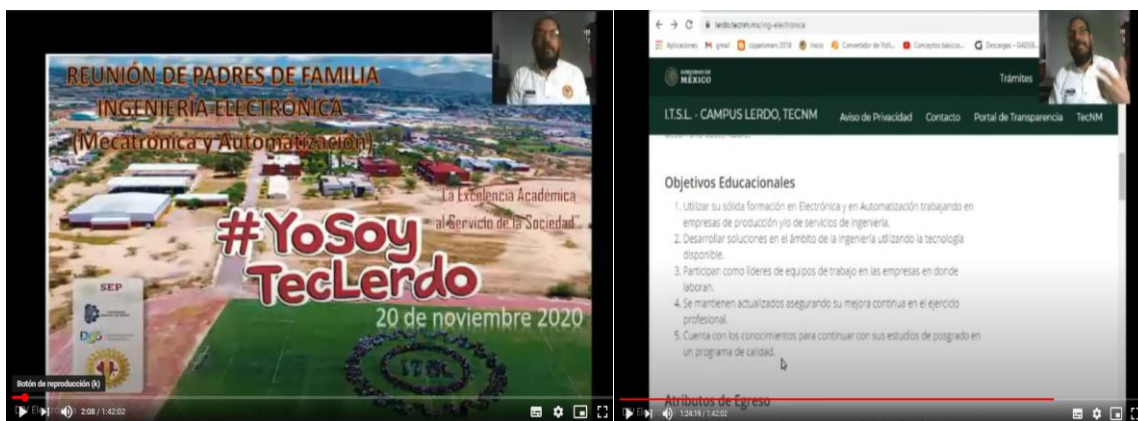 REUNIÓN DE PADRES DE FAMILIA
INGENIERÍA ELECTRÓNICA
(Mecatrónica y Automatización)
"La Excelencia Académica
al Servicio de la Sociedad"
#YoSoy
TecLerdo
20 de noviembre 2020
SEP
ITSL
Botón de reproducción (k)
2:08 / 1:42:02
lerdo.tecnm.mx/ing-electronica
Aplicaciones gmail coparoman 2018 Inicio Convertidor de Volt... Conceptos básicos... Descargas - GADGE...
GOBIERNO DE
MÉXICO
Trámites
I.T.S.L. - CAMPUS LERDO, TECNM Aviso de Privacidad Contacto Portal de Transparencia TecNM
Objetivos Educacionales
1. Utilizar su sólida formación en Electrónica y en Automatización trabajando en
empresas de producción y/o de servicios de ingeniería.
2. Desarrollar soluciones en el ámbito de la Ingeniería utilizando la tecnología
disponible.
3. Participan como líderes de equipos de trabajo en las empresas en donde
laboran.
4. Se mantienen actualizados asegurando su mejora continua en el ejercicio
profesional.
5. Cuenta con los conocimientos para continuar con sus estudios de posgrado en
un programa de calidad.
Atributos de Egreso
1:24:19 / 1:42:02